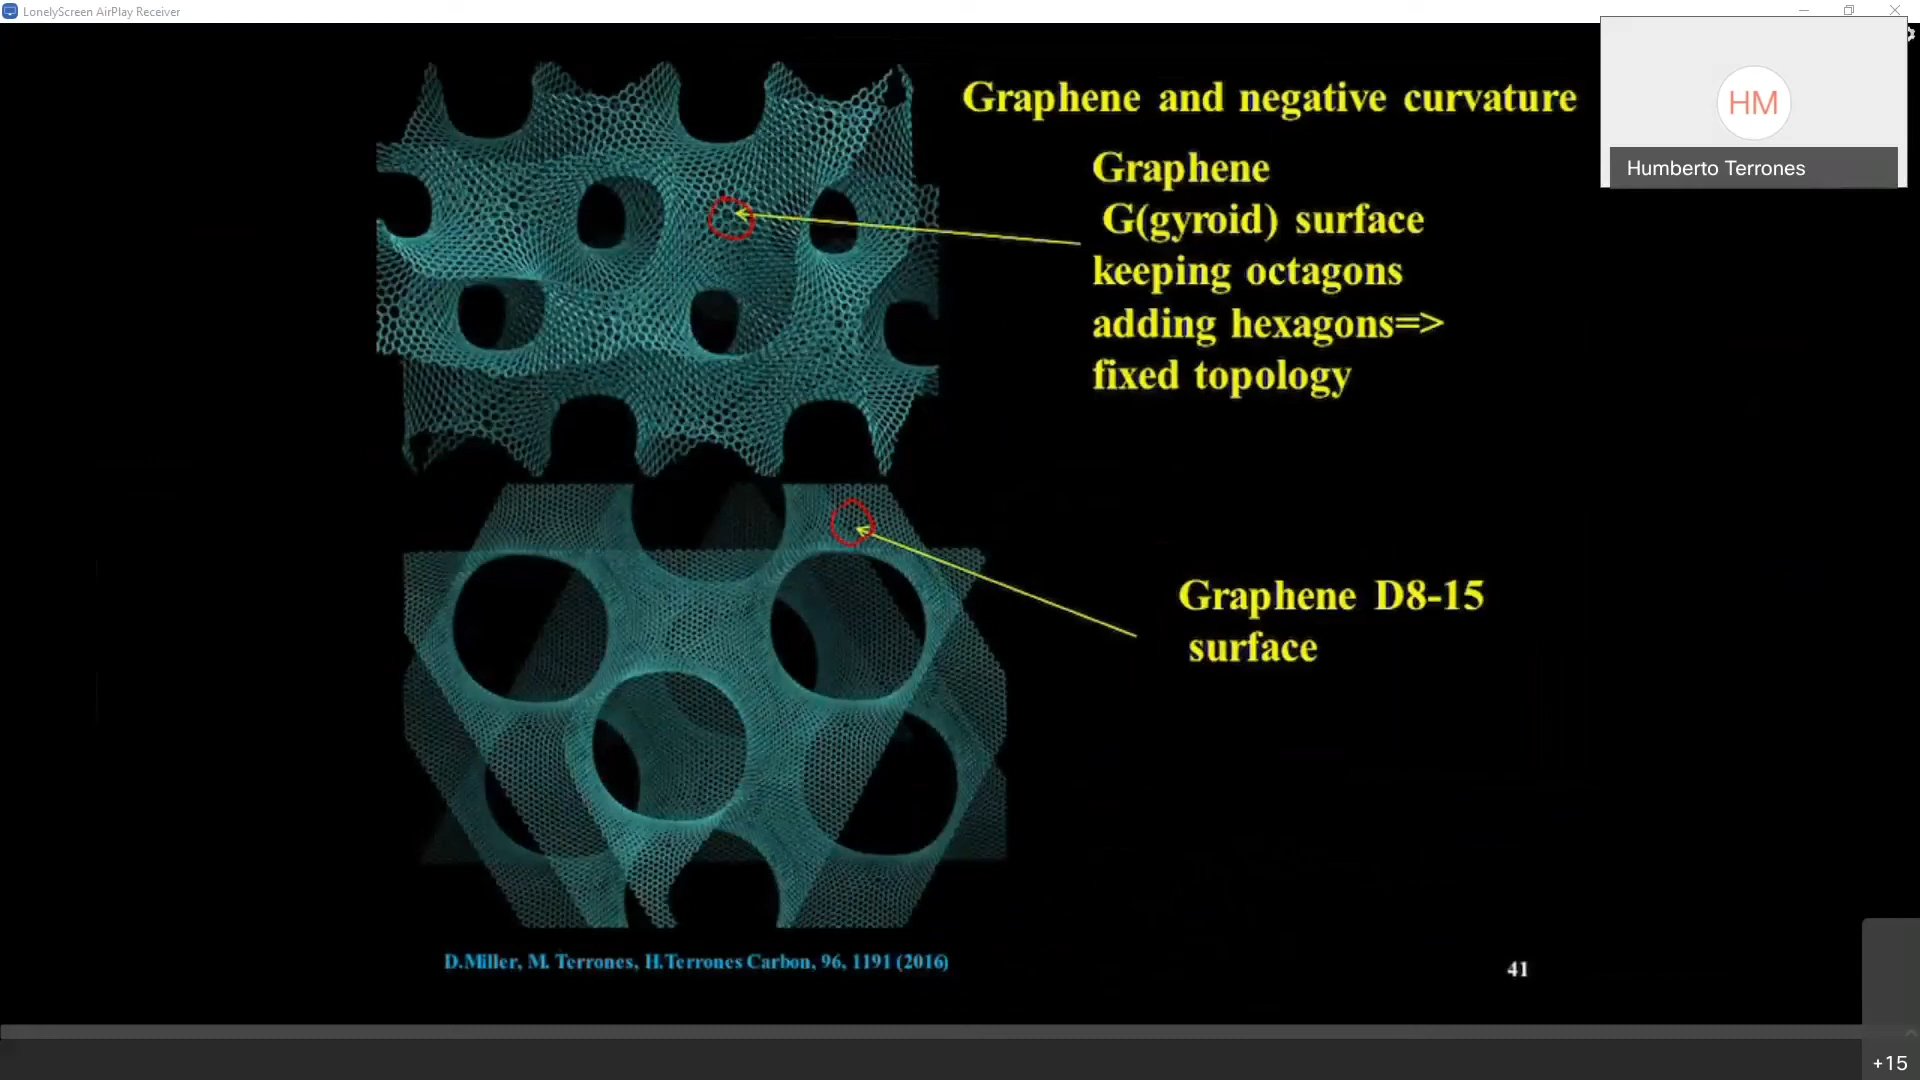 LonelyScreen AirPlay Receiver
Graphene and negative curvature
HM
Humberto Terrones
Graphene
G(gyroid) surface
keeping octagons
adding hexagons=>
fixed topology
Graphene D8-15
surface
D.Miller, M. Terrones, H.Terrones Carbon, 96, 1191 (2016)
41
+15